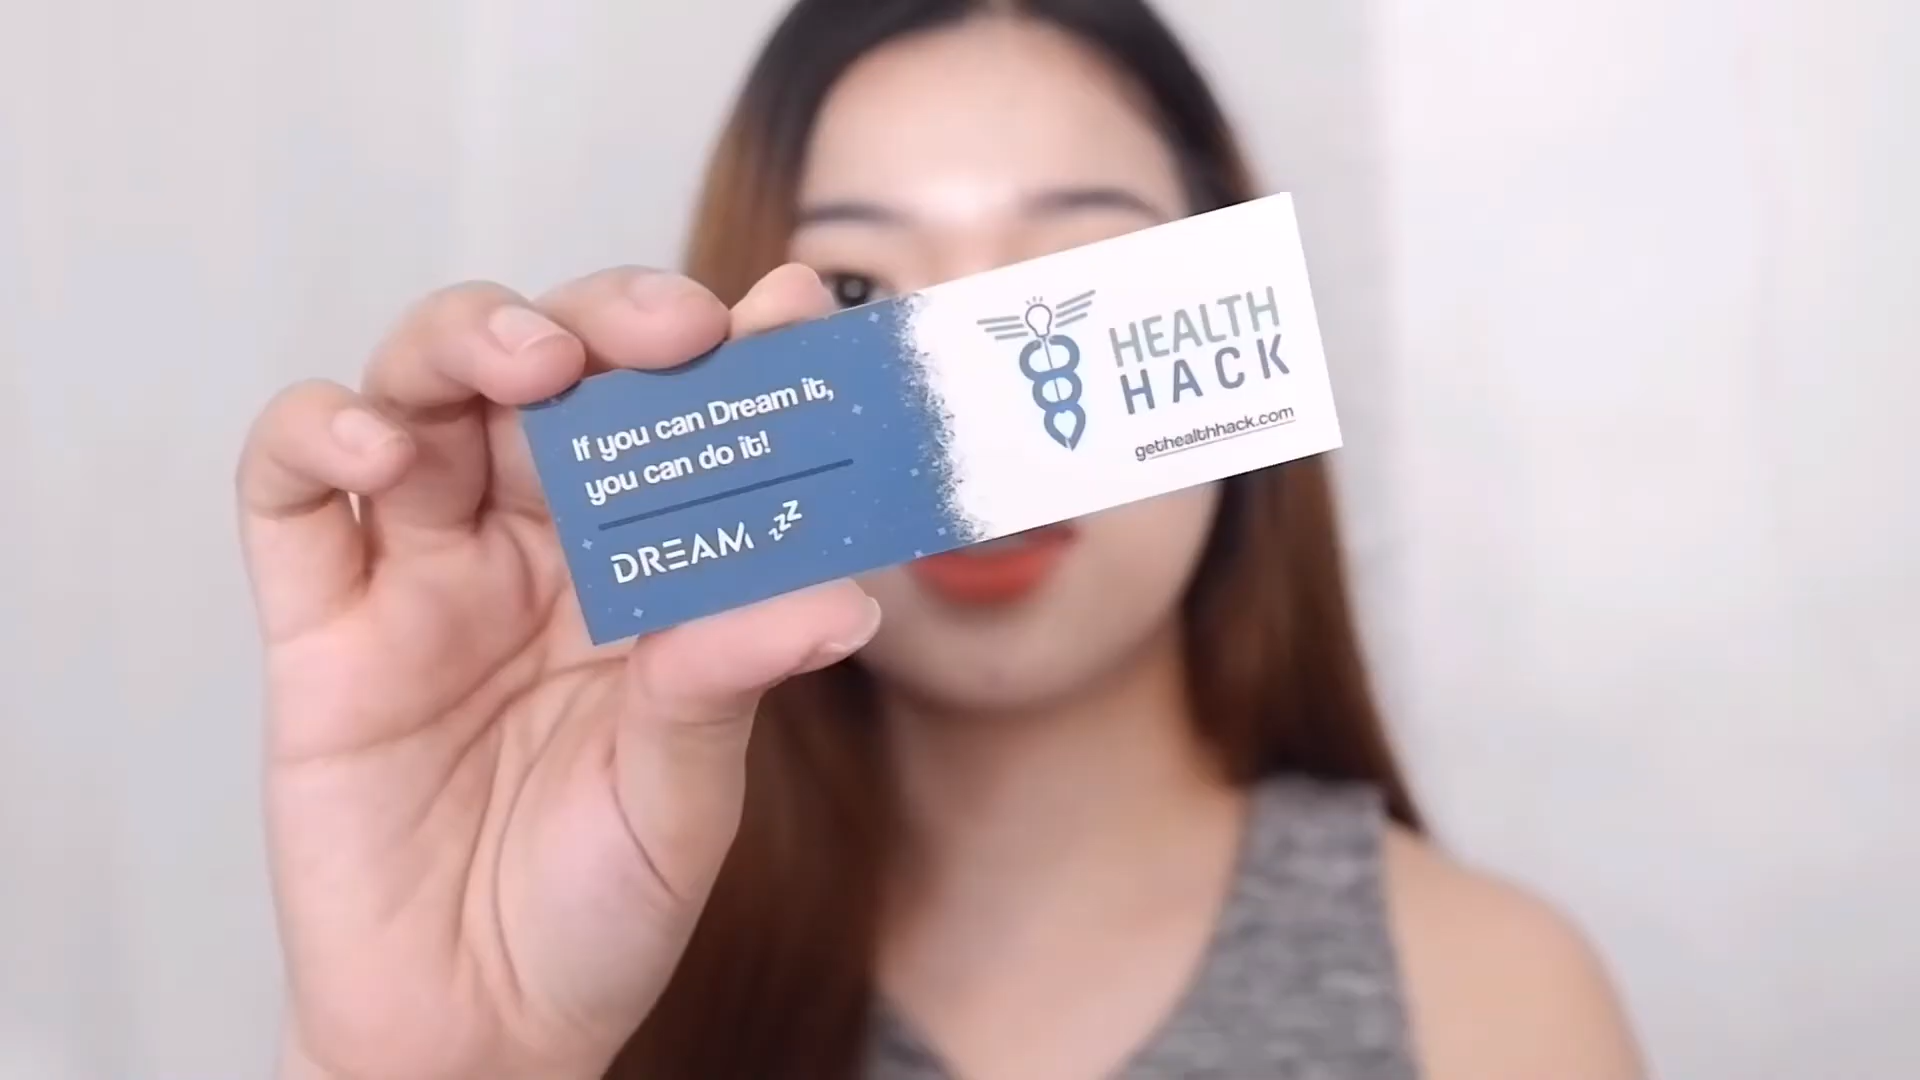 If you can Dream it,
you can do it!
DREAM zzz
HEALTH
HACK
gethealthhack.com